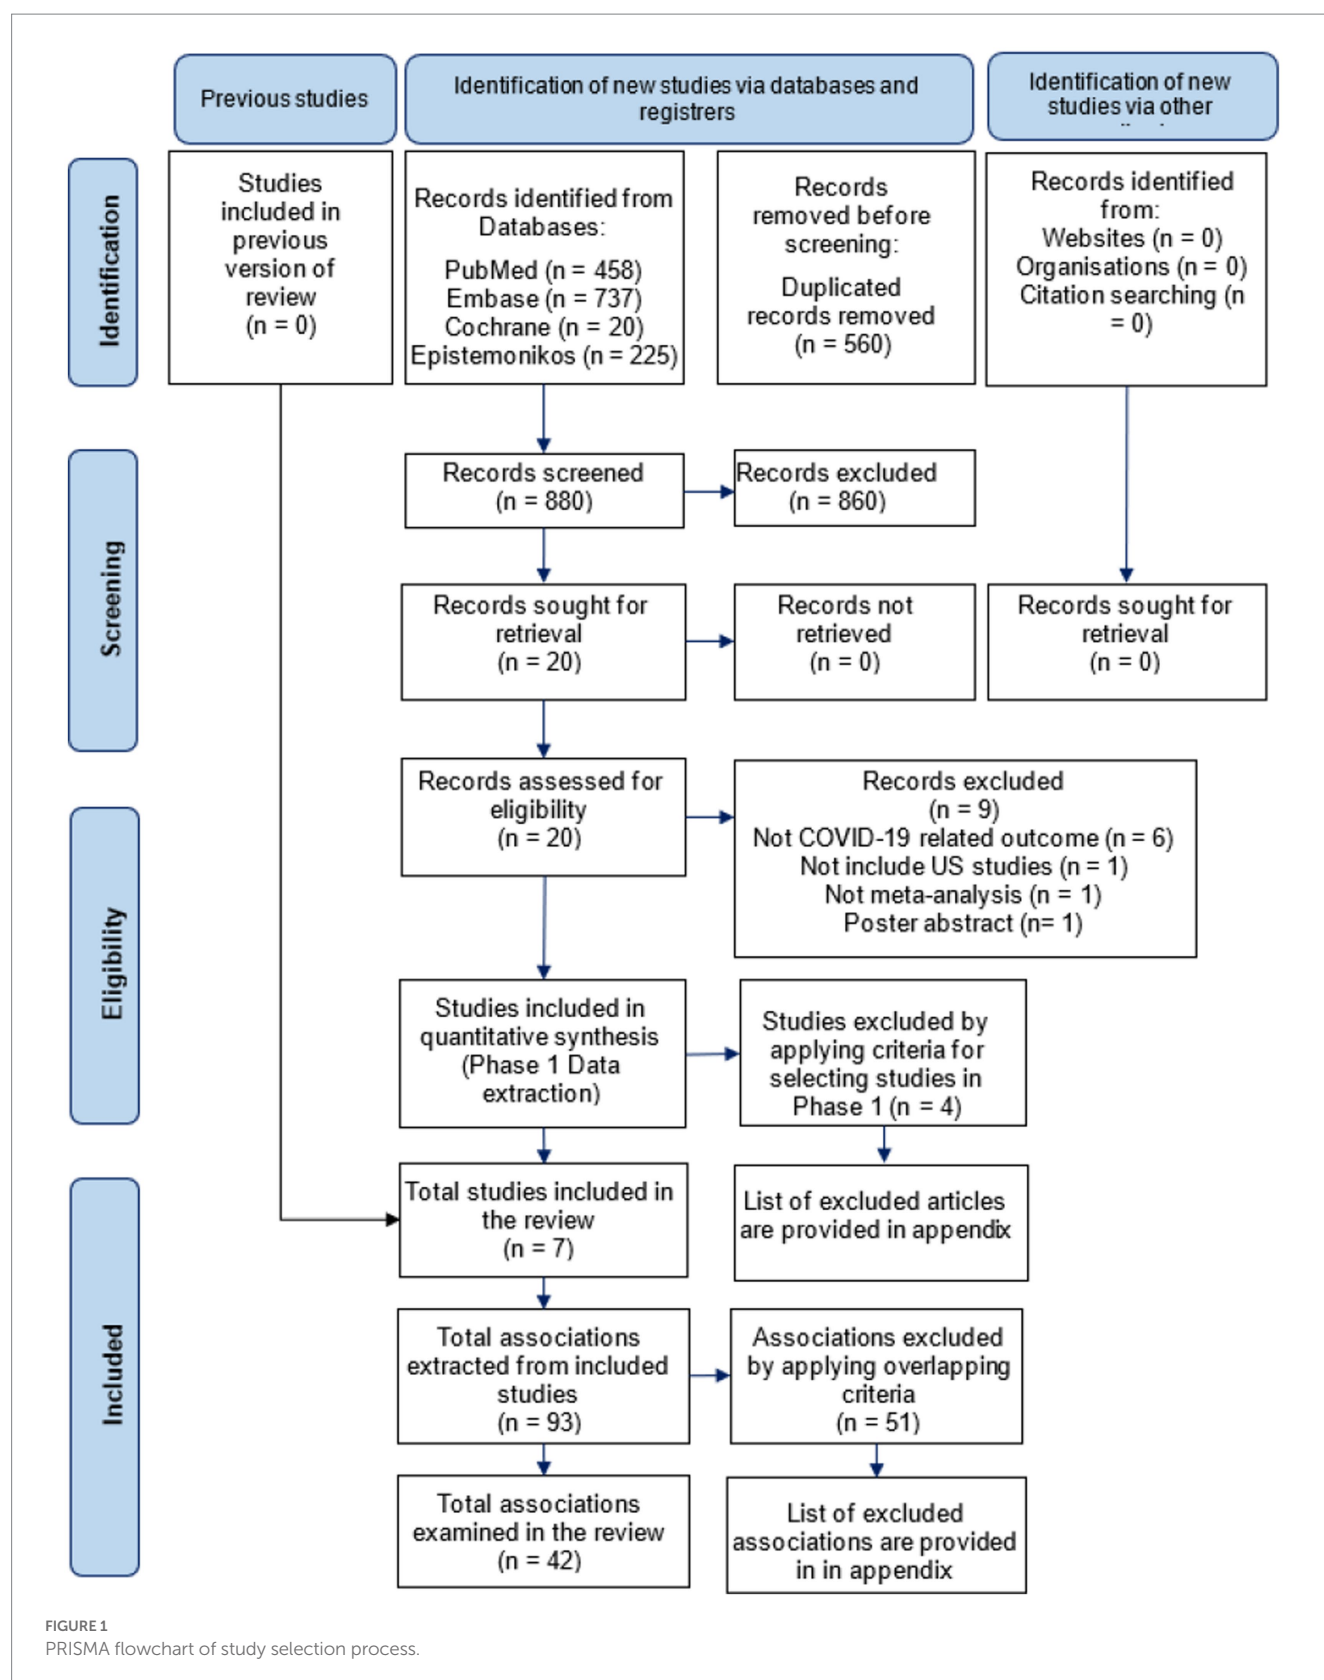 Previous studies
Identification of new studies via databases and
registrers
Identification of new
studies via other
Identification
Studies
included in
previous
version of
review
(n = 0)
Records identified from
Databases:
PubMed (n = 458)
Embase (n = 737)
Cochrane (n = 20)
Epistemonikos (n = 225)
Records
removed before
screening:
Duplicated
records removed
(n = 560)
Records identified
from:
Websites (n = 0)
Organisations (n = 0)
Citation searching (n
= 0)
Screening
Records screened
(n = 880)
Records excluded
(n = 860)
Records sought for
retrieval
(n = 20)
Records not
retrieved
(n = 0)
Records sought for
retrieval
(n = 0)
Eligibility
Records assessed for
eligibility
(n = 20)
Records excluded
(n = 9)
Not COVID-19 related outcome (n = 6)
Not include US studies (n = 1)
Not meta-analysis (n = 1)
Poster abstract (n= 1)
Studies included in
quantitative synthesis
(Phase 1 Data
extraction)
Studies excluded by
applying criteria for
selecting studies in
Phase 1 (n = 4)
Included
Total studies included in
the review
(n = 7)
List of excluded articles
are provided in appendix
Total associations
extracted from included
studies
(n = 93)
Associations excluded
by applying overlapping
criteria
(n = 51)
Total associations
examined in the review
(n = 42)
List of excluded
associations are provided
in in appendix
FIGURE 1
PRISMA flowchart of study selection process.